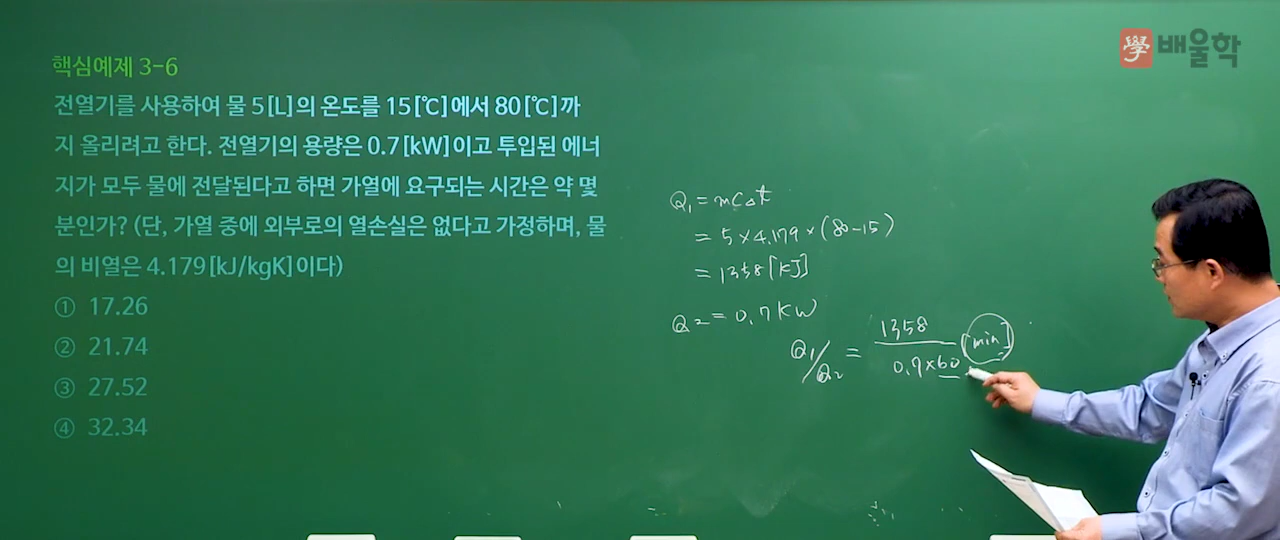 學 배울학
핵심예제 3-6
전열기를 사용하여 물 5[L]의 온도를 15[℃]에서 80[℃]까
지 올리려고 한다. 전열기의 용량은 0.7[kW]이고 투입된 에너
지가 모두 물에 전달된다고 하면 가열에 요구되는 시간은 약 몇
분인가? (단, 가열 중에 외부로의 열손실은 없다고 가정하며, 물
의 비열은 4.179[kJ/kgK]이다)
① 17.26
② 21.74
③ 27.52
④ 32.34
Q₁ = mC△t
= 5×4.179×(80-15)
= 1358[KJ]
Q₂ = 0.7KW
Q₁/Q₂ = 1358/0.7×60 [min]